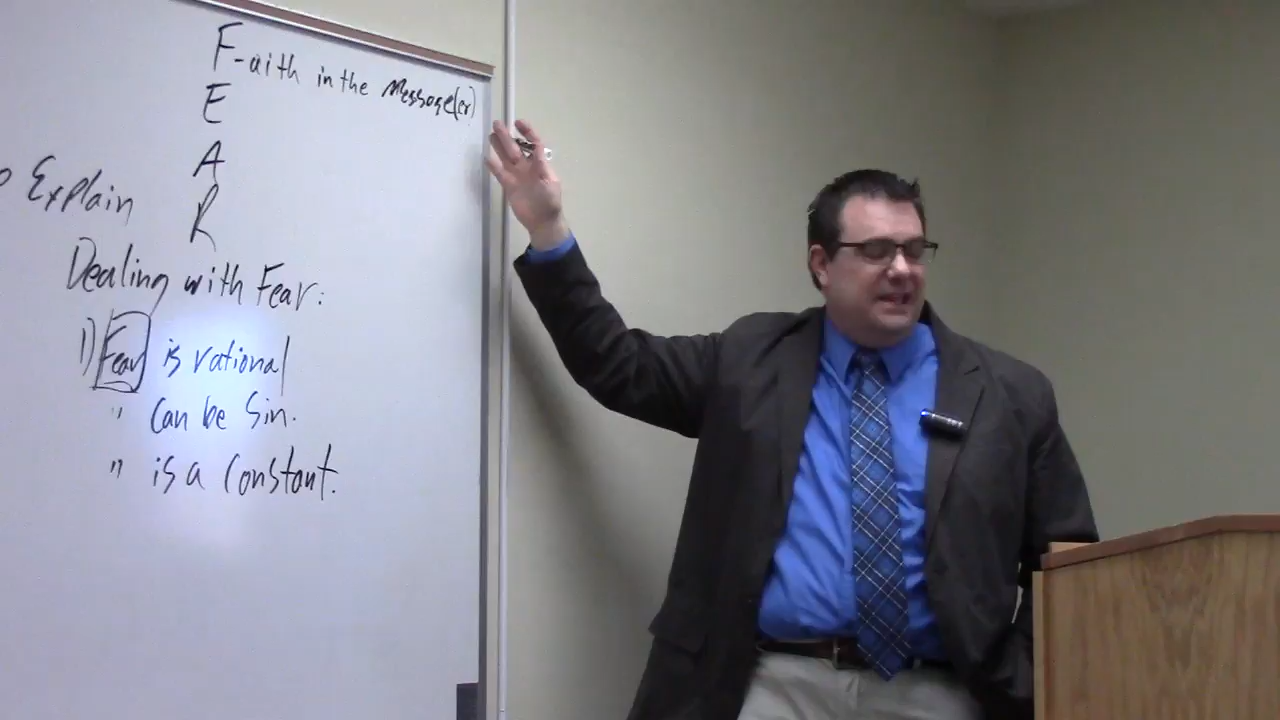 F-aith in the Message(er)
E
A
R
Explain
Dealing with Fear:
1) Fear is rational
" Can be Sin.
" is a Constant.